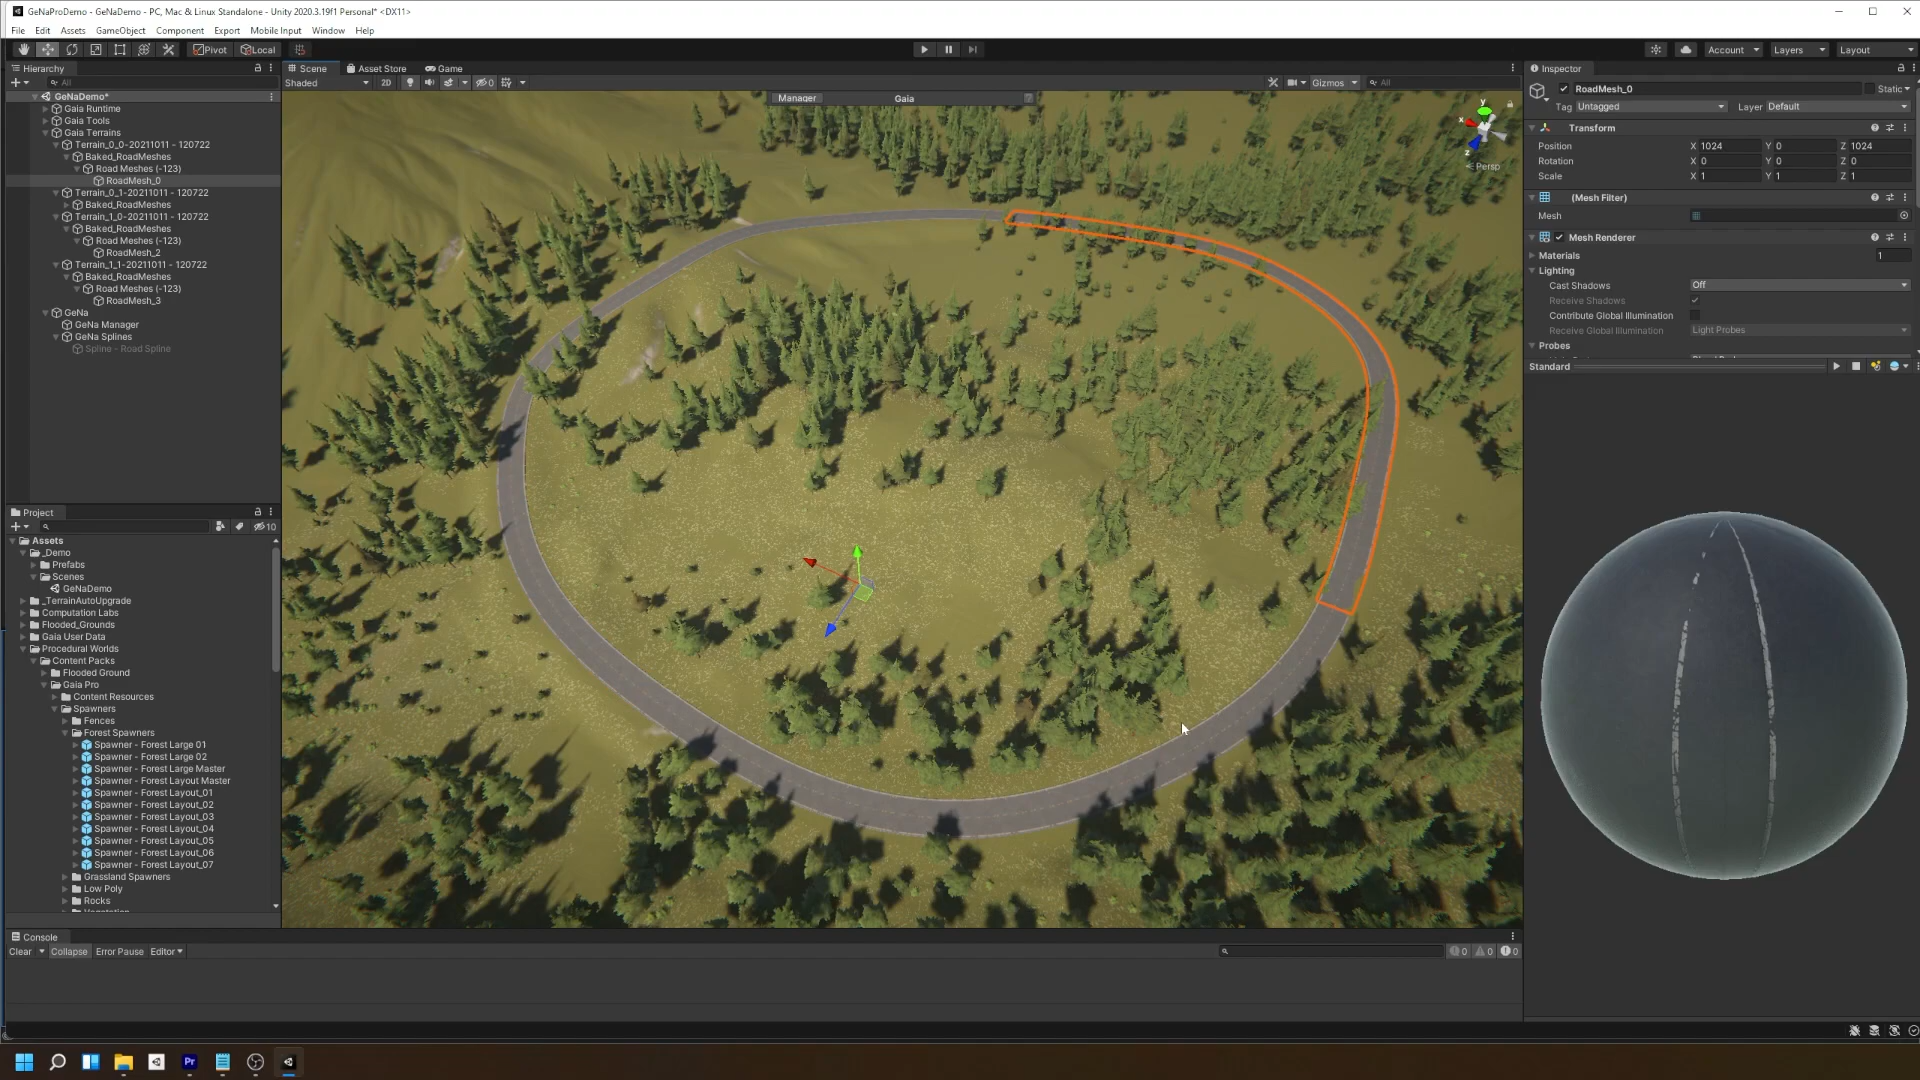 GeNaProDemo - GeNaDemo - PC, Mac & Linux Standalone - Unity 2020.3.19f1 Personal* <DX11>
File Edit Assets GameObject Component Export Mobile Input Window Help
Pivot Local Account Layers Layout
Hierarchy
All
GeNaDemo*
Gaia Runtime
Gaia Tools
Gaia Terrains
Terrain_0_0-20211011 - 120722
Baked_RoadMeshes
Road Meshes (-123)
RoadMesh_0
Terrain_0_1-20211011 - 120722
Baked_RoadMeshes
Terrain_1_0-20211011 - 120722
Baked_RoadMeshes
Road Meshes (-123)
RoadMesh_2
Terrain_1_1-20211011 - 120722
Baked_RoadMeshes
Road Meshes (-123)
RoadMesh_3
GeNa
GeNa Manager
GeNa Splines
Spline - Road Spline
Project
10
Assets
_Demo
Prefabs
Scenes
GeNaDemo
_TerrainAutoUpgrade
Computation Labs
Flooded_Grounds
Gaia User Data
Procedural Worlds
Content Packs
Flooded Ground
Gaia Pro
Content Resources
Spawners
Fences
Forest Spawners
Spawner - Forest Large 01
Spawner - Forest Large 02
Spawner - Forest Large Master
Spawner - Forest Layout Master
Spawner - Forest Layout_01
Spawner - Forest Layout_02
Spawner - Forest Layout_03
Spawner - Forest Layout_04
Spawner - Forest Layout_05
Spawner - Forest Layout_06
Spawner - Forest Layout_07
Grassland Spawners
Low Poly
Rocks
Scene Asset Store Game
Shaded 2D 0 Gizmos All
Manager Gaia
y
x
z
Persp
Inspector
RoadMesh_0 Static
Tag Untagged Layer Default
Transform
Position X 1024 Y 0 Z 1024
Rotation X 0 Y 0 Z 0
Scale X 1 Y 1 Z 1
(Mesh Filter)
Mesh
Mesh Renderer
Materials 1
Lighting
Cast Shadows Off
Receive Shadows
Contribute Global Illumination
Receive Global Illumination Light Probes
Probes
Standard
Console
Clear Collapse Error Pause Editor 0 0 0
Pr